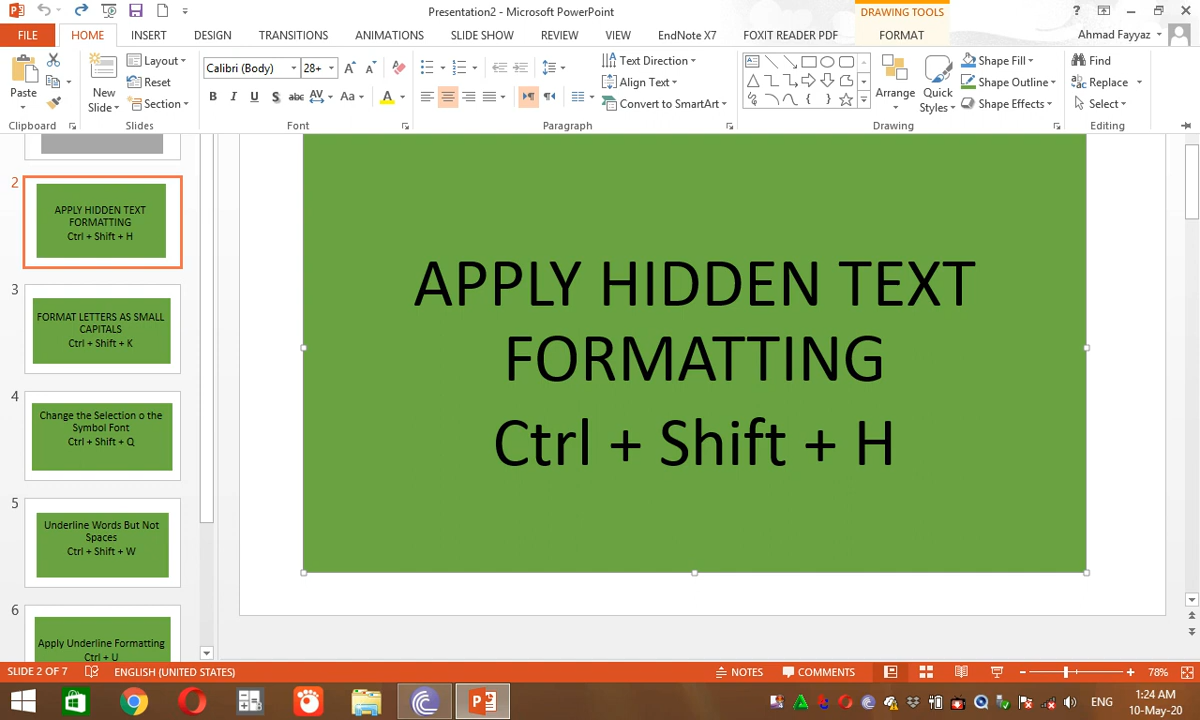 Presentation2 - Microsoft PowerPoint
DRAWING TOOLS
?
FILE
HOME
INSERT
DESIGN
TRANSITIONS
ANIMATIONS
SLIDE SHOW
REVIEW
VIEW
EndNote X7
FOXIT READER PDF
FORMAT
Ahmad Fayyaz
Paste
Clipboard
New
Slide
Layout
Reset
Section
Slides
Calibri (Body)
28+
B I U S abc AV Aa A
Font
Text Direction
Align Text
Convert to SmartArt
Paragraph
Arrange
Quick
Styles
Shape Fill
Shape Outline
Shape Effects
Drawing
Find
Replace
Select
Editing
2
APPLY HIDDEN TEXT
FORMATTING
Ctrl + Shift + H
3
FORMAT LETTERS AS SMALL
CAPITALS
Ctrl + Shift + K
4
Change the Selection o the
Symbol Font
Ctrl + Shift + Q
5
Underline Words But Not
Spaces
Ctrl + Shift + W
6
Apply Underline Formatting
Ctrl + U
APPLY HIDDEN TEXT
FORMATTING
Ctrl + Shift + H
SLIDE 2 OF 7
ENGLISH (UNITED STATES)
NOTES
COMMENTS
78%
ENG
1:24 AM
10-May-20